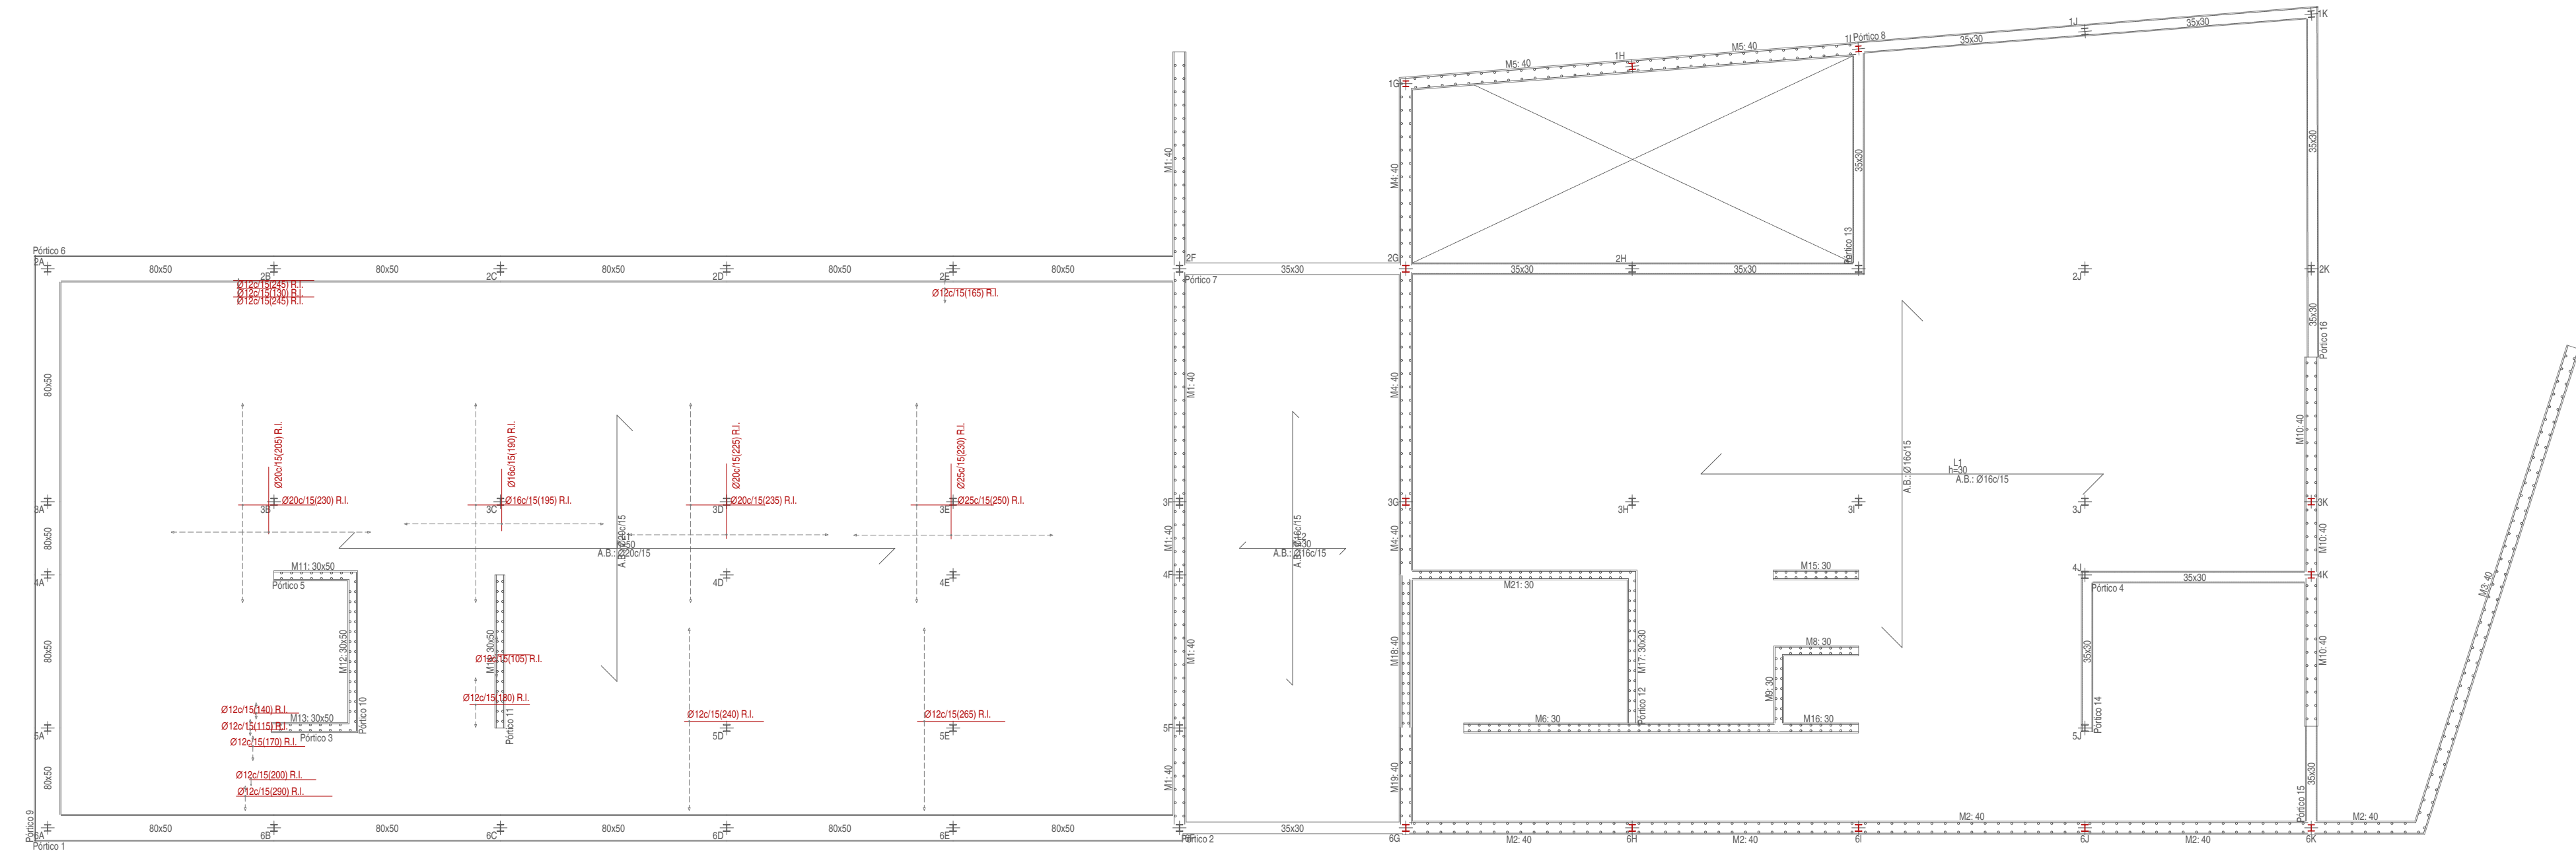 1K
35x30
1J
35x30
Pórtico 8
M5: 40
1H
M5: 40
1G
35x30
M1: 40
M4: 40
35x30
Pórtico 6
2A
80x50
2B
80x50
2C
80x50
2D
80x50
2E
80x50
2F
35x30
2G
35x30
2H
35x30
Pórtico 13
2J
2K
Pórtico 7
Ø12c/15(245) R.I.
Ø12c/15(130) R.I.
Ø12c/15(245) R.I.
Ø12c/15(165) R.I.
35x30
Pórtico 16
80x50
M1: 40
M4: 40
M10: 40
Ø20c/15(205) R.I.
Ø16c/15(190) R.I.
Ø20c/15(225) R.I.
Ø25c/15(230) R.I.
A.B.: Ø16c/15
L1
h=30
A.B.: Ø16c/15
3A
3B
Ø20c/15(230) R.I.
3C
Ø16c/15(195) R.I.
3D
Ø20c/15(235) R.I.
3E
Ø25c/15(250) R.I.
3F
3G
3H
3I
3J
3K
80x50
A.B.: Ø20c/15
M1: 40
A.B.: Ø16c/15
M4: 40
M10: 40
M11: 30x50
4A
Pórtico 5
4D
4E
4F
M21: 30
M15: 30
4J
35x30
4K
Pórtico 4
M3: 40
80x50
M12: 30x50
Ø12c/15(105) R.I.
M1: 40
M18: 40
M17: 30x30
M8: 30
35x30
M10: 40
M9: 30
Ø12c/15(180) R.I.
Ø12c/15(140) R.I.
M13: 30x50
Ø12c/15(115) R.I.
Pórtico 10
Pórtico 11
Ø12c/15(240) R.I.
Ø12c/15(265) R.I.
M6: 30
Pórtico 12
M16: 30
Pórtico 14
5A
Pórtico 3
5D
5E
5F
5J
Ø12c/15(170) R.I.
80x50
Ø12c/15(200) R.I.
Ø12c/15(290) R.I.
M1: 40
M19: 40
35x30
Pórtico 15
Pórtico 9
6A
80x50
6B
80x50
6C
80x50
6D
80x50
6E
80x50
35x30
6G
M2: 40
6H
M2: 40
6I
M2: 40
6J
M2: 40
6K
M2: 40
Pórtico 1
Pórtico 2